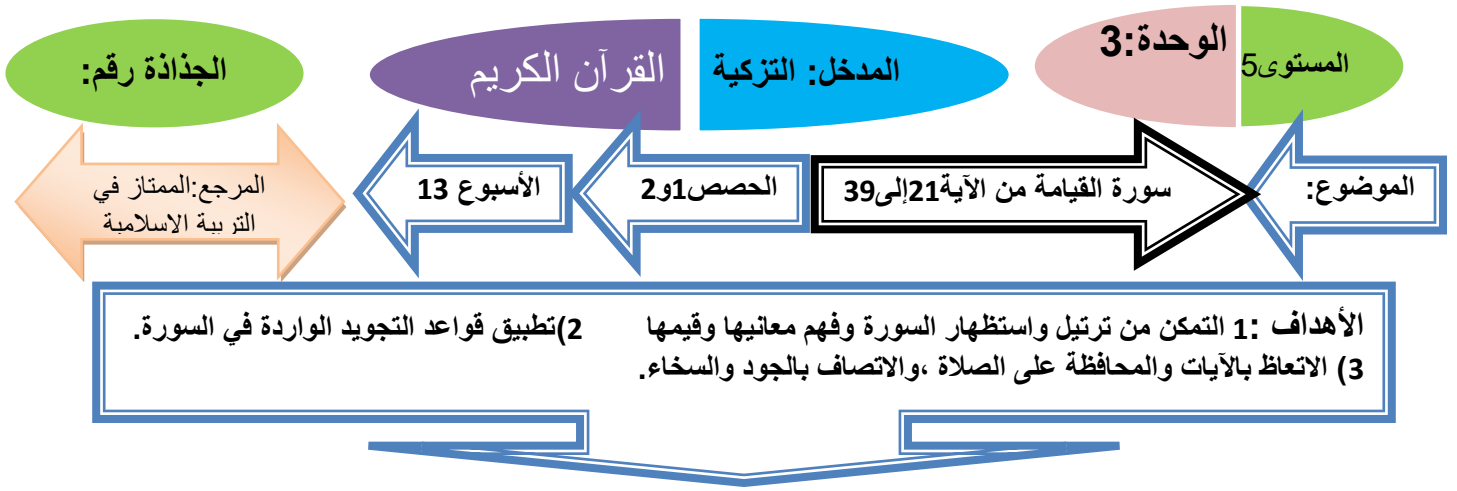 المستوى5
الوحدة:3
المدخل: التزكية
القرآن الكريم
الجذاذة رقم:
الموضوع:
سورة القيامة من الآية21إلى39
الحصص1و2
الأسبوع 13
المرجع:الممتاز في
التربية الاسلامية
الأهداف :1 التمكن من ترتيل واستظهار السورة وفهم معانيها وقيمها 2)تطبيق قواعد التجويد الواردة في السورة.
3) الاتعاظ بالآيات والمحافظة على الصلاة ،والاتصاف بالجود والسخاء.